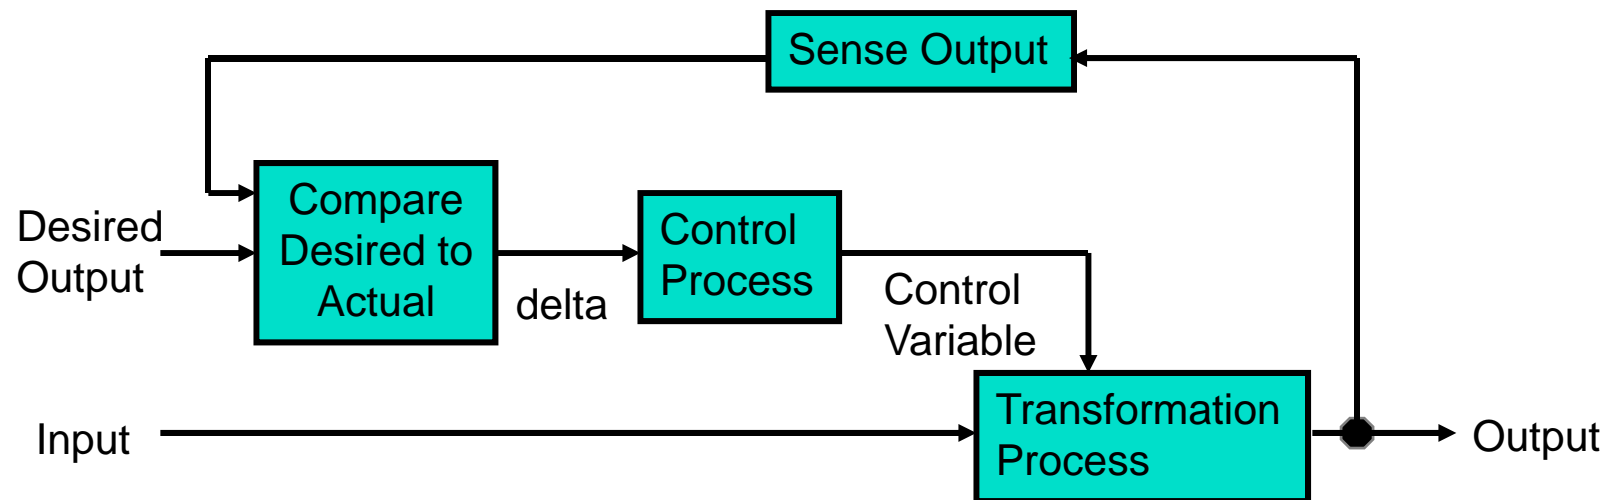 Sense Output
Compare
Desired to
Actual
Desired
Output
Control
Process
delta
Control
Variable
Transformation
Process
Input
Output